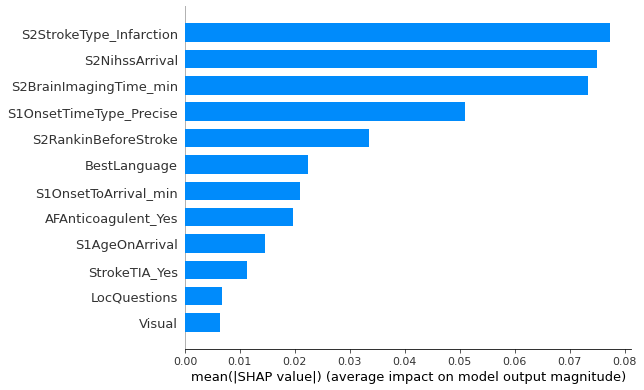 S2StrokeType_Infarction
S2NihssArrival
S2BrainImagingTime_min
S1OnsetTimeType_Precise
S2RankinBeforeStroke
BestLanguage
S1OnsetToArrival_min
AFAnticoagulent_Yes
S1AgeOnArrival
StrokeTIA_Yes
LocQuestions
Visual
0.00 0.01 0.02 0.03 0.04 0.05 0.06 0.07 0.08
mean(|SHAP value|) (average impact on model output magnitude)